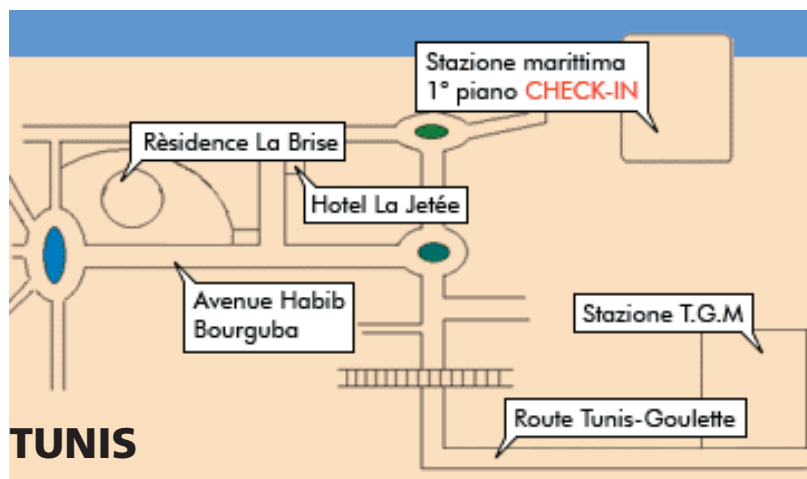 Stazione marittima
1° piano CHECK-IN
Rèsidence La Brise
Hotel La Jetée
Avenue Habib
Bourguba
Stazione T.G.M
Route Tunis-Goulette
TUNIS